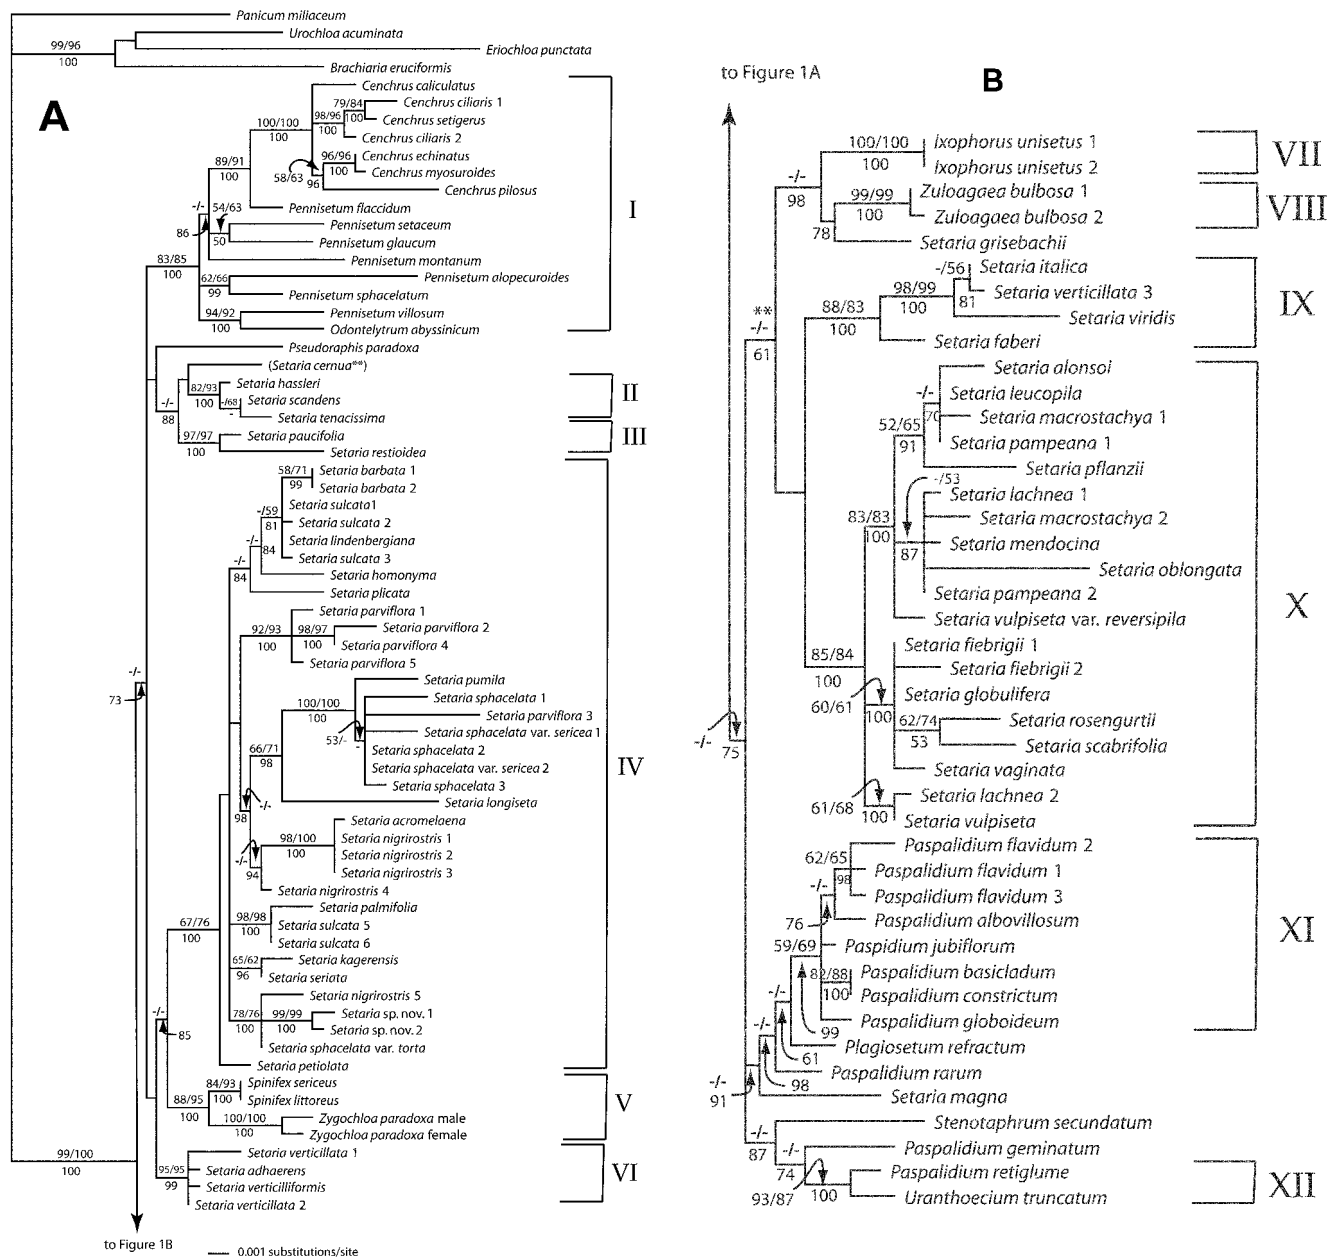 A
Panicum miliaceum
Urochloa acuminata
99/96
100
Eriochloa punctata
Brachiaria eruciformis
Cenchrus caliculatus
79/84
100
Cenchrus ciliaris 1
98/96
100
Cenchrus setigerus
100/100
100
Cenchrus ciliaris 2
96/96
100
Cenchrus echinatus
89/91
100
58/63
96
Cenchrus myosuroides
Cenchrus pilosus
Pennisetum flaccidum
-/-
86
54/63
50
Pennisetum setaceum
Pennisetum glaucum
I
Pennisetum montanum
83/85
100
62/66
99
Pennisetum alopecuroides
Pennisetum sphacelatum
94/92
100
Pennisetum villosum
Odontelytrum abyssinicum
Pseudoraphis paradoxa
(Setaria cernua**)
82/93
100
Setaria hassleri
-/68
-
Setaria scandens
II
-/-
88
Setaria tenacissima
97/97
100
Setaria paucifolia
III
Setaria restioidea
58/71
99
Setaria barbata 1
Setaria barbata 2
Setaria sulcata1
-/59
81
Setaria sulcata 2
-/-
84
Setaria lindenbergiana
Setaria sulcata 3
-/-
84
Setaria homonyma
Setaria plicata
Setaria parviflora 1
92/93
100
98/97
100
Setaria parviflora 2
Setaria parviflora 4
Setaria parviflora 5
-/-
73
Setaria pumila
100/100
100
Setaria sphacelata 1
Setaria parviflora 3
53/-
-
Setaria sphacelata var. sericea 1
66/71
98
Setaria sphacelata 2
Setaria sphacelata var. sericea 2
IV
Setaria sphacelata 3
Setaria longiseta
-/-
98
Setaria acromelaena
98/100
100
Setaria nigrirostris 1
Setaria nigrirostris 2
-/-
94
Setaria nigrirostris 3
Setaria nigrirostris 4
98/98
100
Setaria palmifolia
67/76
100
Setaria sulcata 5
Setaria sulcata 6
65/62
96
Setaria kagerensis
Setaria seriata
Setaria nigrirostris 5
78/76
100
99/99
100
Setaria sp. nov. 1
Setaria sp. nov. 2
-/-
85
Setaria sphacelata var. torta
Setaria petiolata
84/93
100
Spinifex sericeus
88/95
100
Spinifex littoreus
V
100/100
100
Zygochloa paradoxa male
Zygochloa paradoxa female
99/100
100
Setaria verticillata 1
95/95
99
Setaria adhaerens
VI
Setaria verticilliformis
Setaria verticillata 2
to Figure 1B
0.001 substitutions/site
to Figure 1A
B
100/100
100
Ixophorus unisetus 1
VII
Ixophorus unisetus 2
-/-
98
99/99
100
Zuloagaea bulbosa 1
VIII
Zuloagaea bulbosa 2
78
Setaria grisebachii
-/56
Setaria italica
98/99
100
81
Setaria verticillata 3
IX
**
-/-
61
88/83
100
Setaria viridis
Setaria faberi
Setaria alonsoi
-/-
70
Setaria leucopila
Setaria macrostachya 1
52/65
91
Setaria pampeana 1
Setaria pflanzii
-/53
87
Setaria lachnea 1
83/83
100
Setaria macrostachya 2
Setaria mendocina
Setaria oblongata
Setaria pampeana 2
X
Setaria vulpiseta var. reversipila
85/84
100
Setaria fiebrigii 1
Setaria fiebrigii 2
60/61
100
Setaria globulifera
62/74
53
Setaria rosengurtii
-/-
75
Setaria scabrifolia
Setaria vaginata
61/68
100
Setaria lachnea 2
Setaria vulpiseta
Paspalidium flavidum 2
62/65
98
Paspalidium flavidum 1
-/-
76
Paspalidium flavidum 3
Paspalidium albovillosum
XI
59/69
99
Paspidium jubiflorum
82/88
100
Paspalidium basicladum
Paspalidium constrictum
Paspalidium globoideum
-/-
61
Plagiosetum refractum
-/-
98
Paspalidium rarum
-/-
91
Setaria magna
-/-
87
Stenotaphrum secundatum
-/-
74
Paspalidium geminatum
93/87
100
Paspalidium retiglume
XII
Uranthoecium truncatum